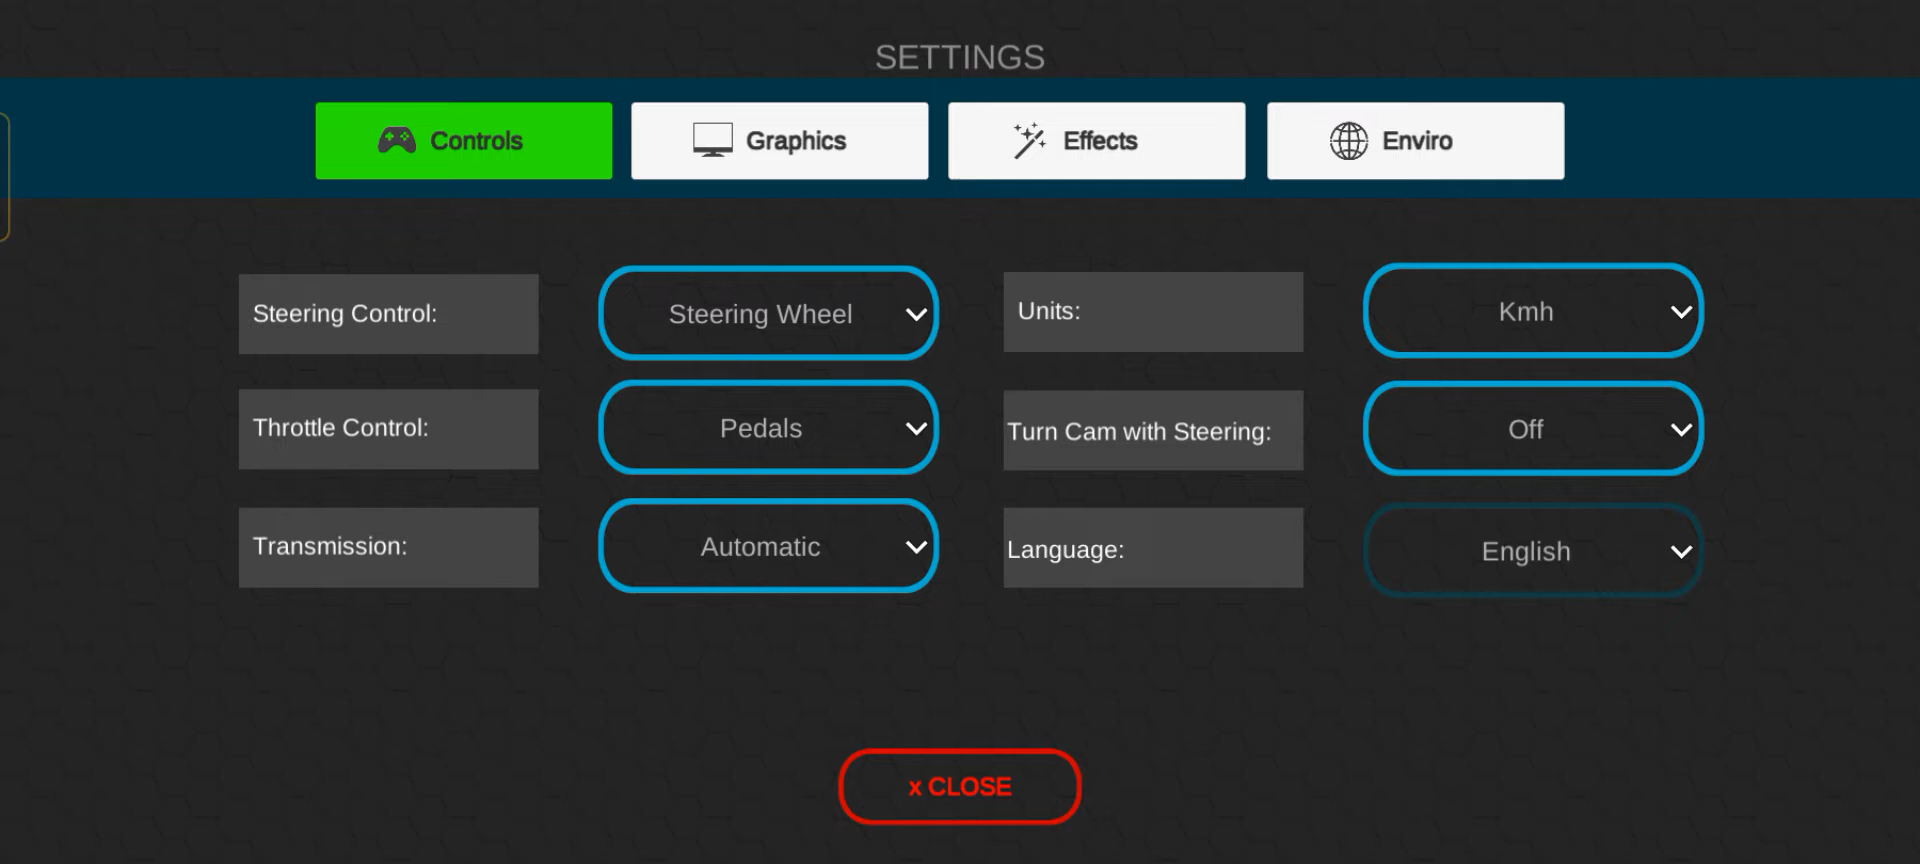 SETTINGS
Controls
Graphics
Effects
Enviro
Steering Control:
Steering Wheel
Units:
Kmh
Throttle Control:
Pedals
Turn Cam with Steering:
Off
Transmission:
Automatic
Language:
English
x CLOSE